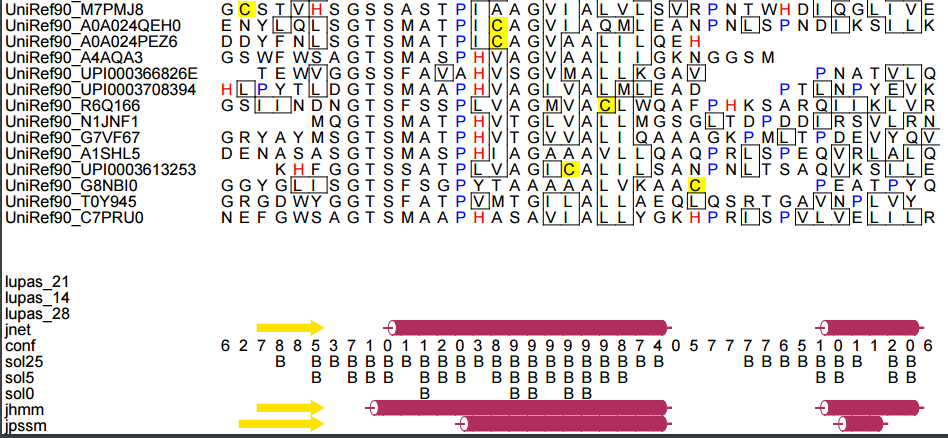 UniRef90_M7PMJ8 G C S T V H S G S S A S T P I A A G V I A L V L S V R P N T W H D I Q G L I V E
UniRef90_A0A024QEH0 E N Y L Q L S G T S M A T P I C A G V I A Q M L E A N P N L S P N D I K S I L K
UniRef90_A0A024PEZ6 D D Y F N L S G T S M A T P I C A G V A A L I L Q E H
UniRef90_A4AQA3 G S W F W S A G T S M A S P H V A G V A A L I I G K N G G S M
UniRef90_UPI000366826E T E W V G G S S F A V A H V S G V M A L L K G A V P N A T V L Q
UniRef90_UPI0003708394 H L P Y T L D G T S M A A P H V A G I V A L M L E A D P T L N P Y E V K
UniRef90_R6Q166 G S I I N D N G T S F S S P L V A G M V A C L W Q A F P H K S A R Q I I K L V R
UniRef90_N1JNF1 M Q G T S M A T P H V T G L V A L L M G S G L T D P D D I R S V L R N
UniRef90_G7VF67 G R Y A Y M S G T S M A T P H V T G V V A L I Q A A A G K P M L T P D E V V Q V
UniRef90_A1SHL5 D E N A S A S G T S M A S P H I A G A A A V L L Q A Q P R L S P E Q V R L A L Q
UniRef90_UPI0003613253 K H F G G T S S A N P L V A G I C A L I L S A N P N L T S A Q V K S I L E
UniRef90_G8NBI0 G G Y G L I S G T S F S G P Y T A A A A A L V K A A C P E A T P Y Q
UniRef90_T0Y945 G R G D W Y G G T S F A T P V M T G I L A L L A E Q L Q S R T G A V N P L V Y
UniRef90_C7PRU0 N E F G W S A G T S M A A P H A S A V I A L L Y G K H P R I S P V L V E L I L R
lupas_21
lupas_14
lupas_28
jnet
conf 6 2 7 8 8 5 3 7 1 0 1 1 2 0 3 8 9 9 9 9 9 9 8 7 4 0 5 7 7 7 7 6 5 1 0 1 1 2 0 6
sol25 B B B B B B B B B B B B B B B B B B B B B B B B B B B B
sol5 B B B B B B B B B B B B B B B B B B B
sol0 B B B B B
jhmm
jpssm